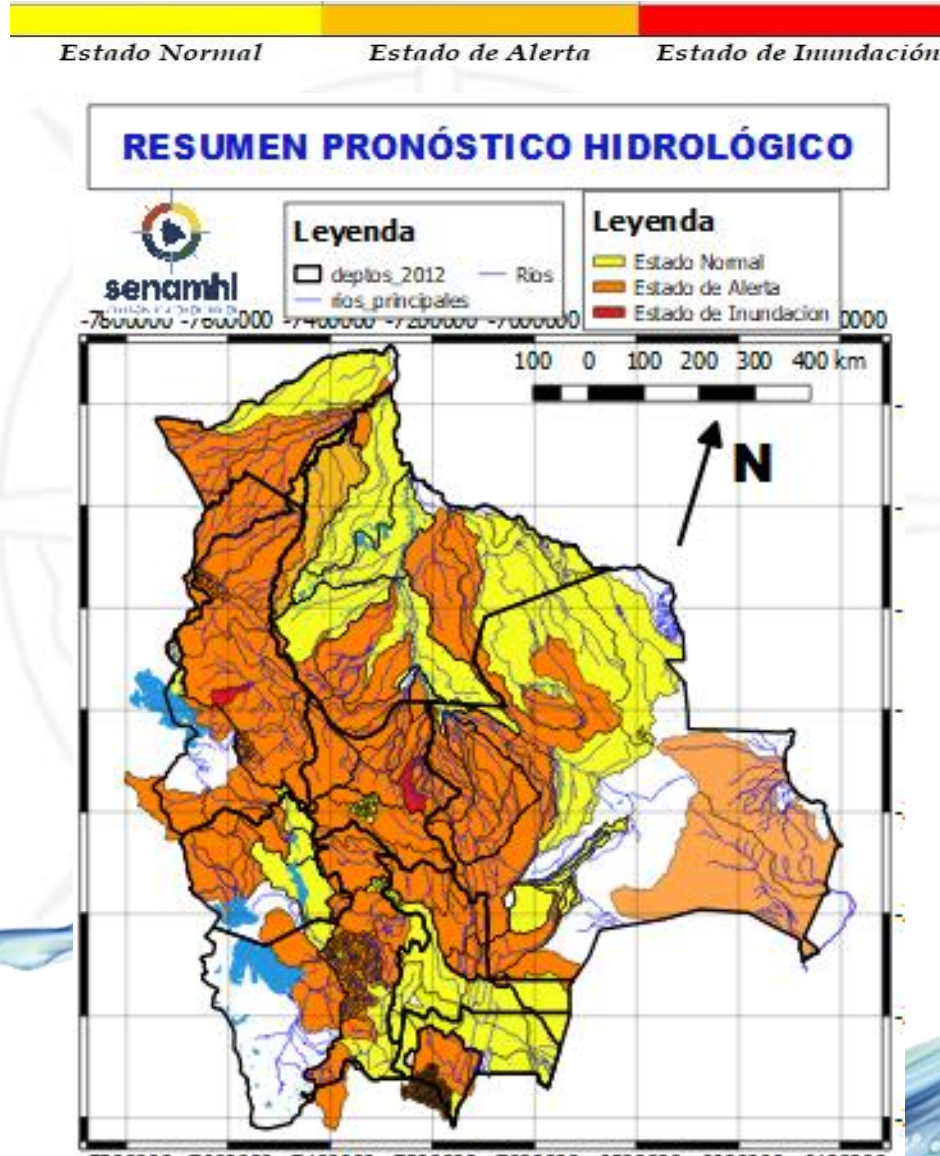 Estado Normal Estado de Alerta Estado de Inundación
RESUMEN PRONÓSTICO HIDROLÓGICO
senamhi
Leyenda
deptos_2012 Rios
rios_principales
Leyenda
Estado Normal
Estado de Alerta
Estado de Inundacion
-7800000 -7600000 -7400000 -7200000 -7000000
100 0 100 200 300 400 km
N